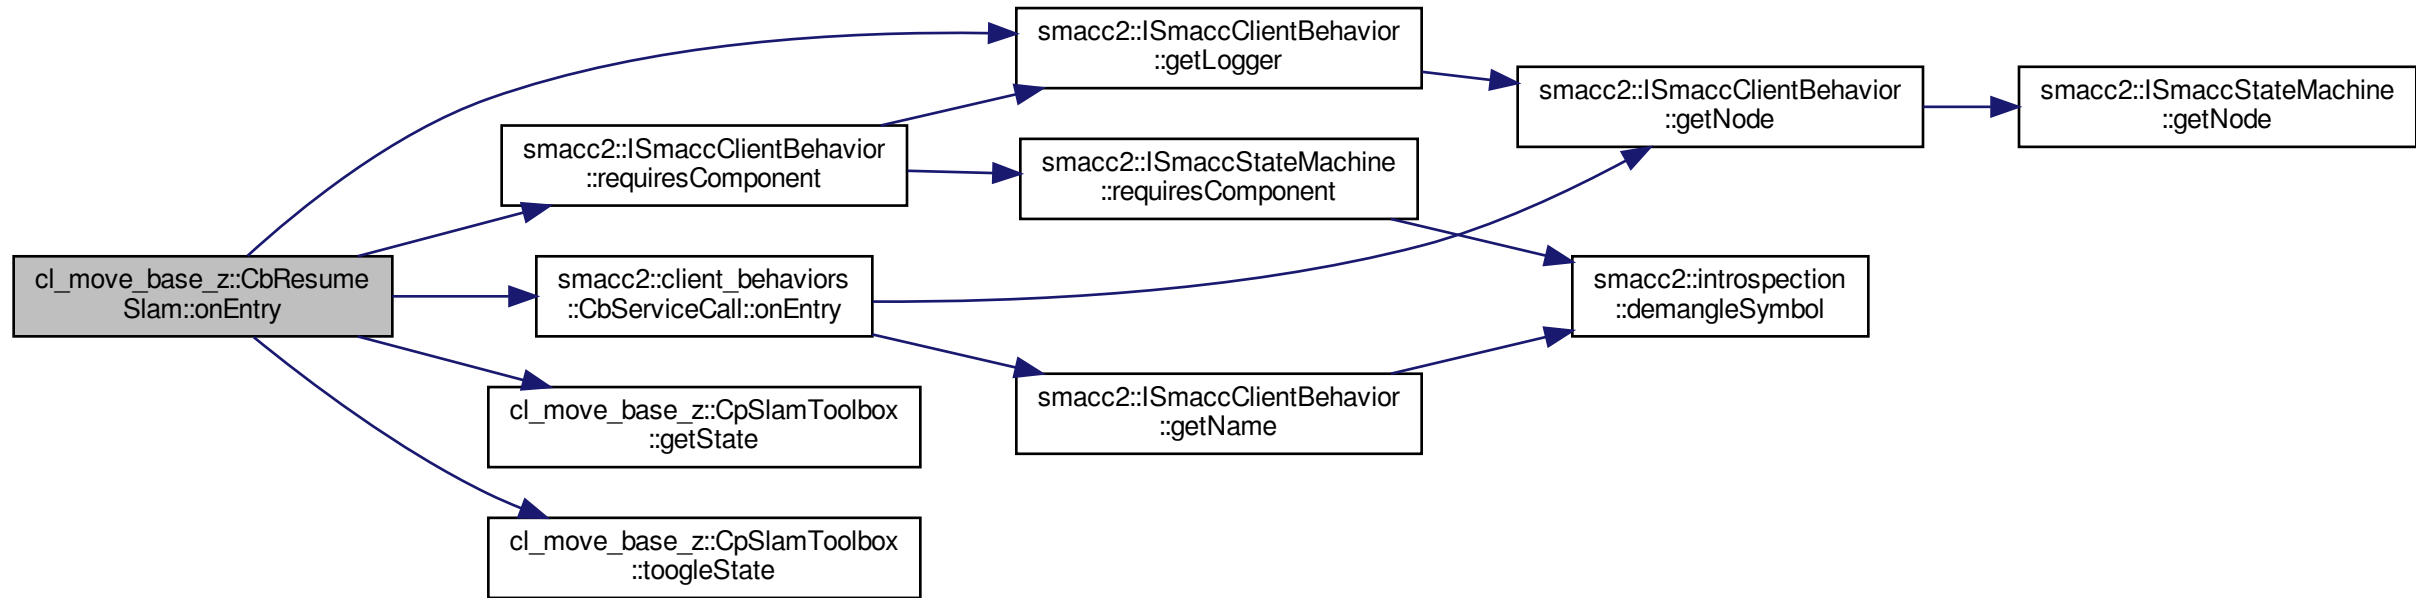 cl_move_base_z::CbResume
Slam::onEntry
smacc2::ISmaccClientBehavior
::getLogger
smacc2::ISmaccClientBehavior
::requiresComponent
smacc2::client_behaviors
::CbServiceCall::onEntry
cl_move_base_z::CpSlamToolbox
::getState
cl_move_base_z::CpSlamToolbox
::toogleState
smacc2::ISmaccStateMachine
::requiresComponent
smacc2::ISmaccClientBehavior
::getName
smacc2::ISmaccClientBehavior
::getNode
smacc2::introspection
::demangleSymbol
smacc2::ISmaccStateMachine
::getNode